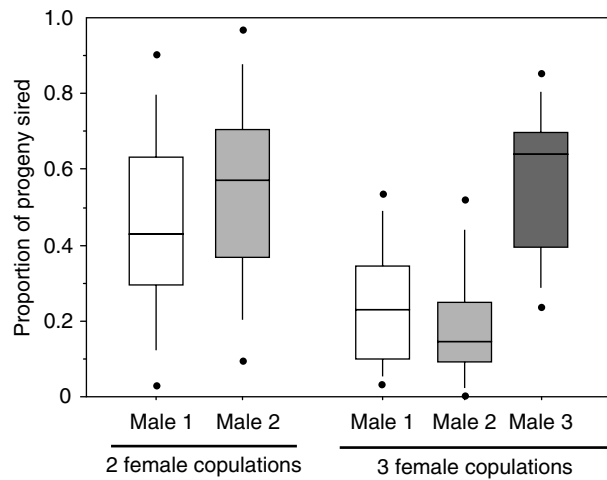 Proportion of progeny sired
1.0
0.8
0.6
0.4
0.2
0
Male 1 Male 2 Male 1 Male 2 Male 3
2 female copulations 3 female copulations